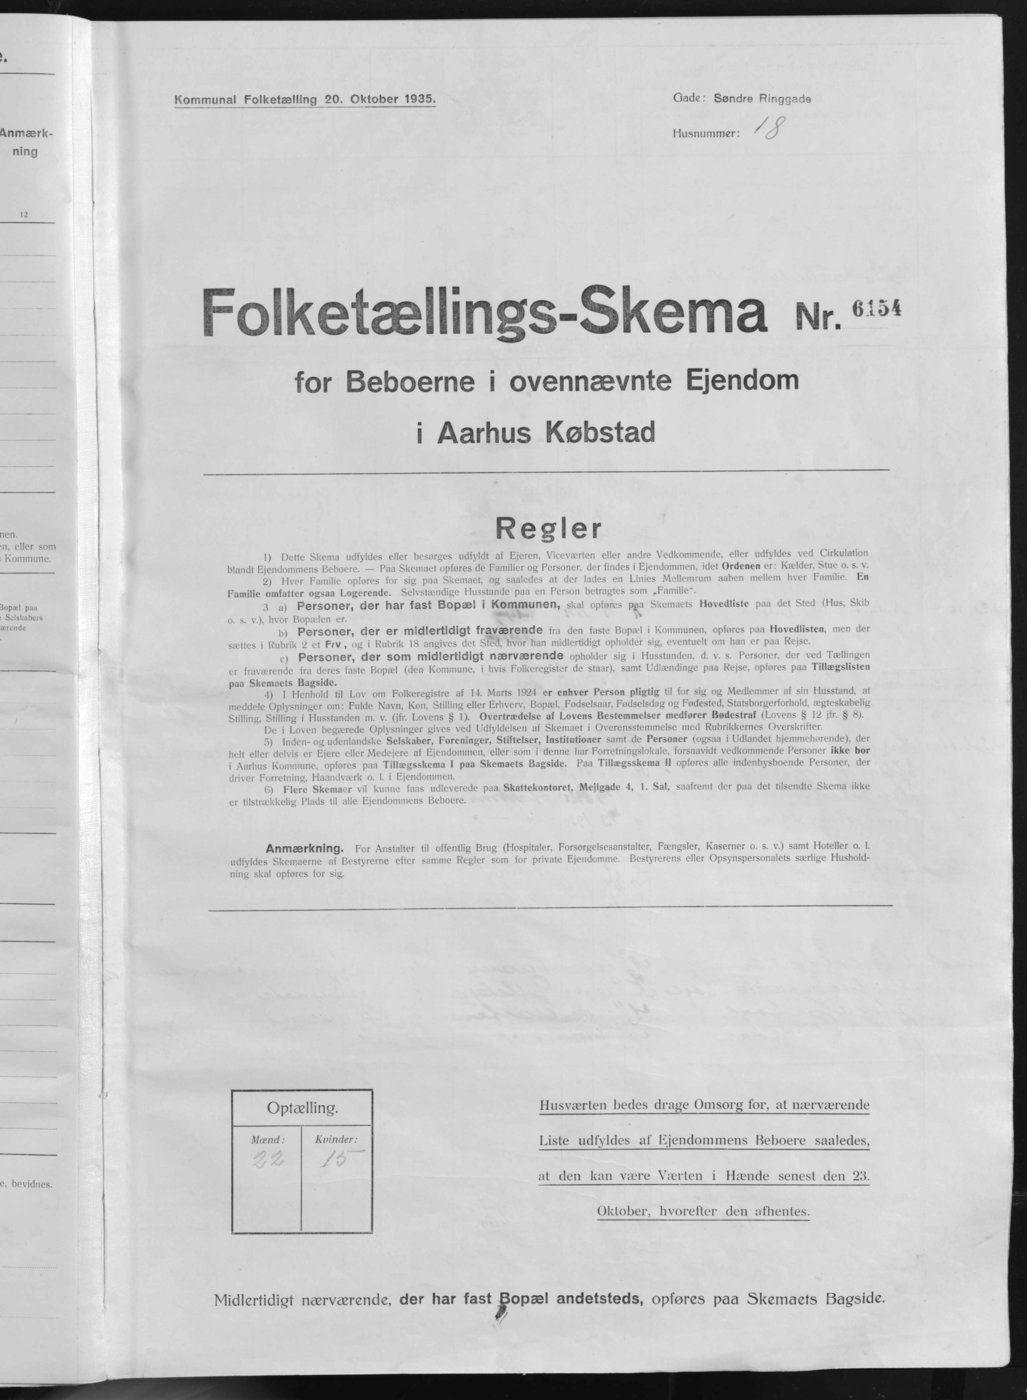 e.
Anmærk-
ning
12
nen.
en, eller som
s Kommune.
Bopæl paa
e Selskabers
ærende
e, bevidnes.
Kommunal Folketælling 20. Oktober 1935.
Gade: Søndre Ringgade
Husnummer: 18
Folketællings-Skema Nr. 6154
for Beboerne i ovennævnte Ejendom
i Aarhus Købstad
Regler
1) Dette Skema udfyldes eller besørges udfyldt af Ejeren, Viceværten eller andre Vedkommende, eller udfyldes ved Cirkulation
blandt Ejendommens Beboere. — Paa Skemaet opføres de Familier og Personer, der findes i Ejendommen, idet Ordenen er: Kælder, Stue o. s. v.
2) Hver Familie opføres for sig paa Skemaet, og saaledes at der lades en Linies Mellemrum aaben mellem hver Familie. En
Familie omfatter ogsaa Logerende. Selvstændige Husstande paa en Person betragtes som „Familie“.
3 a) Personer, der har fast Bopæl i Kommunen, skal opføres paa Skemaets Hovedliste paa det Sted (Hus, Skib
o. s. v.), hvor Bopælen er.
b) Personer, der er midlertidigt fraværende fra den faste Bopæl i Kommunen, opføres paa Hovedlisten, men der
sættes i Rubrik 2 et Frv., og i Rubrik 18 angives det Sted, hvor han midlertidigt opholder sig, eventuelt om han er paa Rejse.
c) Personer, der som midlertidigt nærværende opholder sig i Husstanden, d. v. s. Personer, der ved Tællingen
er fraværende fra deres faste Bopæl (den Kommune, i hvis Folkeregister de staar), samt Udlændinge paa Rejse, opføres paa Tillægslisten
paa Skemaets Bagside.
4) I Henhold til Lov om Folkeregistre af 14. Marts 1924 er enhver Person pligtig til for sig og Medlemmer af sin Husstand, at
meddele Oplysninger om: Fulde Navn, Køn, Stilling eller Erhverv, Bopæl, Fødselsaar, Fødselsdag og Fødested, Statsborgerforhold, ægteskabelig
Stilling, Stilling i Husstanden m. v. (jfr. Lovens § 1). Overtrædelse af Lovens Bestemmelser medfører Bødestraf (Lovens § 12 jfr. § 8).
De i Loven begærede Oplysninger gives ved Udfyldelsen af Skemaet i Overensstemmelse med Rubrikkernes Overskrifter.
5) Inden- og udenlandske Selskaber, Foreninger, Stiftelser, Institutioner samt de Personer (ogsaa i Udlandet hjemmehørende), der
helt eller delvis er Ejere eller Medejere af Ejendommen, eller som i denne har Forretningslokale, forsaavidt vedkommende Personer ikke bor
i Aarhus Kommune, opføres paa Tillægsskema I paa Skemaets Bagside. Paa Tillægsskema II opføres alle indenbysboende Personer, der
driver Forretning, Haandværk o. l. i Ejendommen.
6) Flere Skemaer vil kunne faas udleverede paa Skattekontoret, Mejlgade 4, 1. Sal, saafremt der paa det tilsendte Skema ikke
er tilstrækkelig Plads til alle Ejendommens Beboere.
Anmærkning. For Anstalter til offentlig Brug (Hospitaler, Forsørgelsesanstalter, Fængsler, Kaserner o. s. v.) samt Hoteller o. l.
udfyldes Skemaerne af Bestyrerne efter samme Regler som for private Ejendomme. Bestyrerens eller Opsynspersonalets særlige Hushold-
ning skal opføres for sig.
Optælling.
Mænd: Kvinder:
22 15
Husværten bedes drage Omsorg for, at nærværende
Liste udfyldes af Ejendommens Beboere saaledes,
at den kan være Værten i Hænde senest den 23.
Oktober, hvorefter den afhentes.
Midlertidigt nærværende, der har fast Bopæl andetsteds, opføres paa Skemaets Bagside.